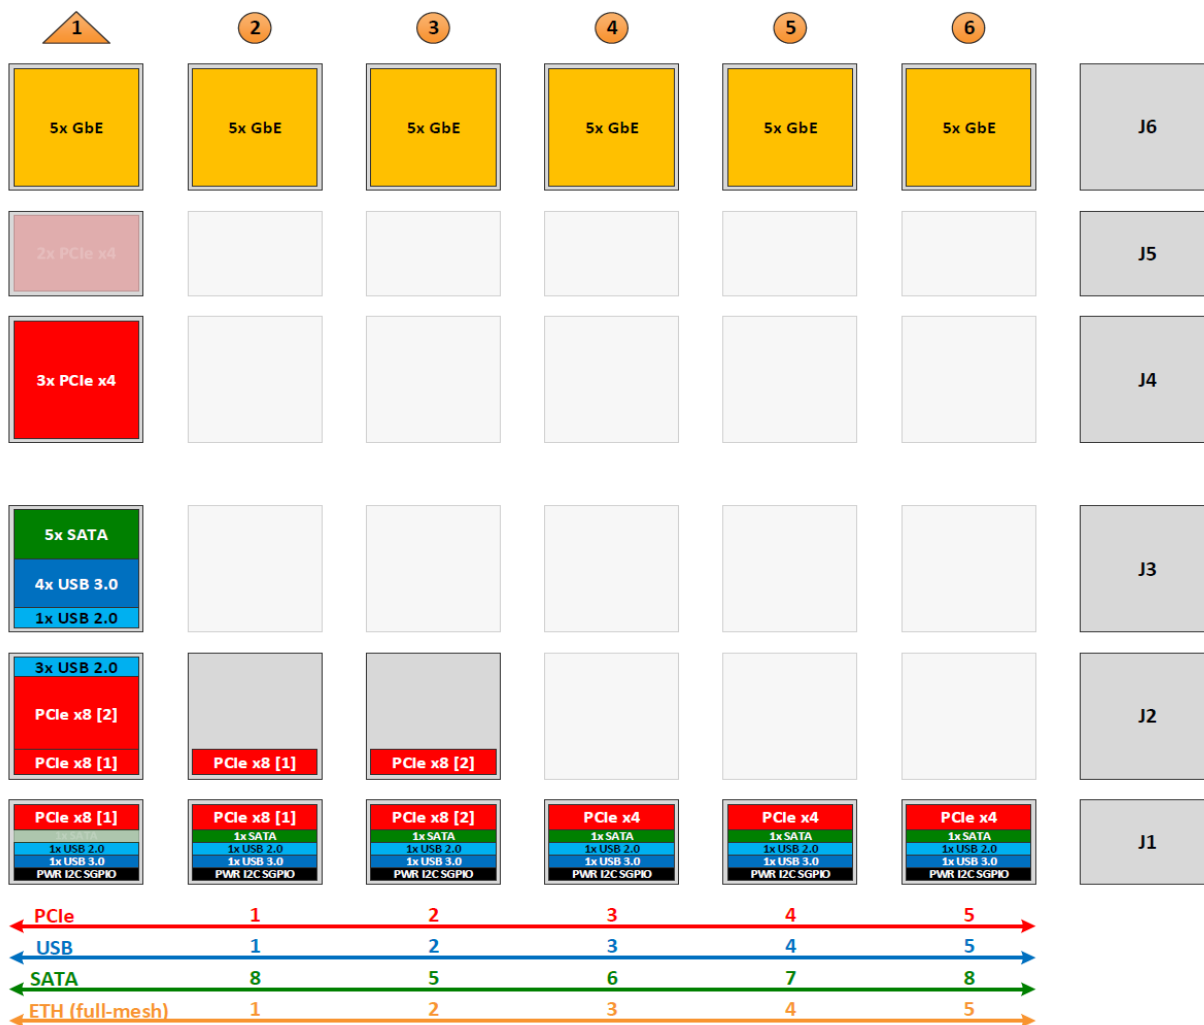 1 2 3 4 5 6
5x GbE 5x GbE 5x GbE 5x GbE 5x GbE 5x GbE J6
2x PCIe x4 J5
3x PCIe x4 J4
5x SATA
4x USB 3.0 J3
1x USB 2.0
3x USB 2.0
PCIe x8 [2] J2
PCIe x8 [1] PCIe x8 [1] PCIe x8 [2]
PCIe x8 [1] PCIe x8 [1] PCIe x8 [2] PCIe x4 PCIe x4 PCIe x4
1x SATA 1x SATA 1x SATA 1x SATA 1x SATA 1x SATA J1
1x USB 2.0 1x USB 2.0 1x USB 2.0 1x USB 2.0 1x USB 2.0 1x USB 2.0
1x USB 3.0 1x USB 3.0 1x USB 3.0 1x USB 3.0 1x USB 3.0 1x USB 3.0
PWR I2C SGPIO PWR I2C SGPIO PWR I2C SGPIO PWR I2C SGPIO PWR I2C SGPIO PWR I2C SGPIO
PCIe 1 2 3 4 5
USB 1 2 3 4 5
SATA 8 5 6 7 8
ETH (full-mesh) 1 2 3 4 5